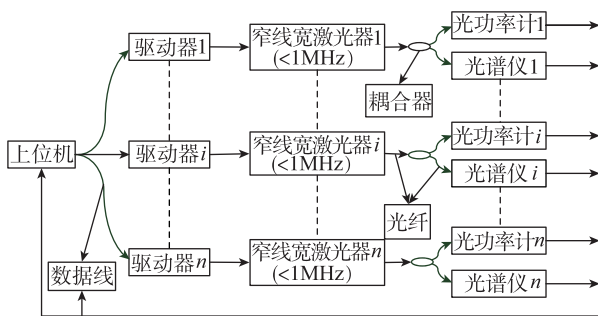 驱动器1
窄线宽激光器1
(<1MHz)
光功率计1
光谱仪1
耦合器
上位机
驱动器i
窄线宽激光器i
(<1MHz)
光功率计i
光谱仪i
光纤
数据线
驱动器n
窄线宽激光器n
(<1MHz)
光功率计n
光谱仪n